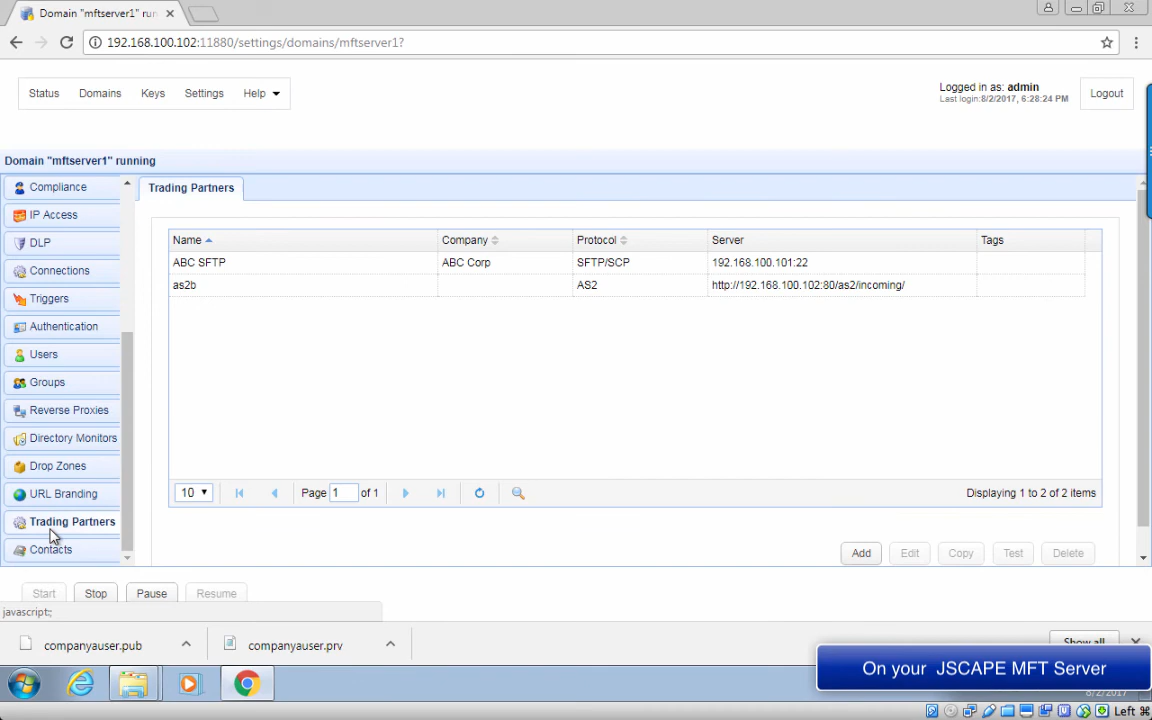 Domain "mftserver1" run
192.168.100.102:11880/settings/domains/mftserver1?
Status Domains Keys Settings Help
Logged in as: admin
Last login:8/2/2017, 6:28:24 PM
Logout
Domain "mftserver1" running
Compliance
IP Access
DLP
Connections
Triggers
Authentication
Users
Groups
Reverse Proxies
Directory Monitors
Drop Zones
URL Branding
Trading Partners
Contacts
Trading Partners
Name Company Protocol Server Tags
ABC SFTP ABC Corp SFTP/SCP 192.168.100.101:22
as2b AS2 http://192.168.100.102:80/as2/incoming/
10 Page 1 of 1 Displaying 1 to 2 of 2 items
Add Edit Copy Test Delete
Start Stop Pause Resume
javascript:;
companyauser.pub companyauser.prv Show all
On your JSCAPE MFT Server
8/2/2017
Left ⌘